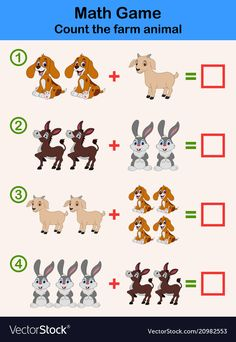 Math Game
Count the farm animal
1 + =
2 + =
3 + =
4 + =
VectorStock®
VectorStock.com/20982553